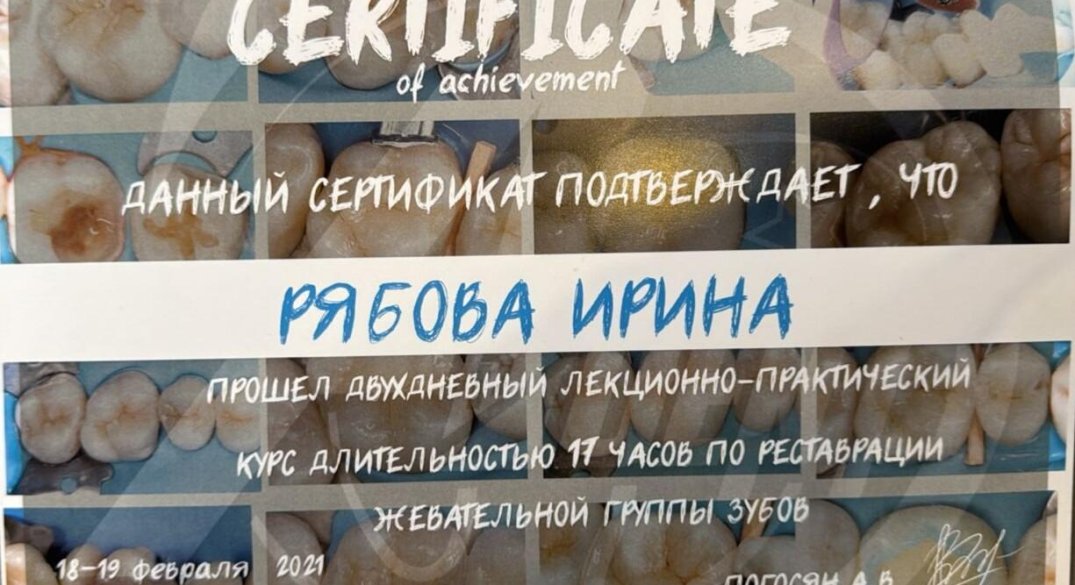 CERTIFICATE
of achievement
ДАННЫЙ СЕРТИФИКАТ ПОДТВЕРЖДАЕТ, ЧТО
РЯБОВА ИРИНА
ПРОШЕЛ ДВУХДНЕВНЫЙ ЛЕКЦИОННО-ПРАКТИЧЕСКИЙ
КУРС ДЛИТЕЛЬНОСТЬЮ 17 ЧАСОВ ПО РЕСТАВРАЦИИ
ЖЕВАТЕЛЬНОЙ ГРУППЫ ЗУБОВ
18-19 февраля 2021
ПОГОСЯН А.В.